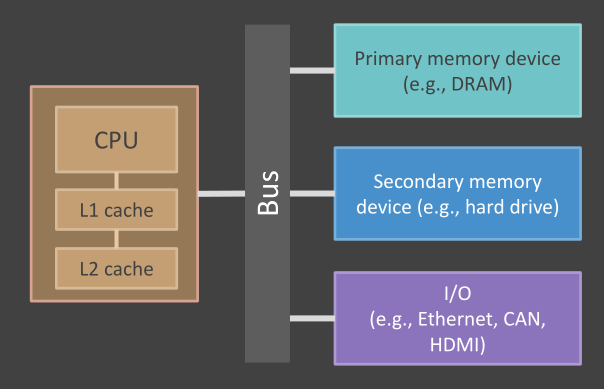 CPU
L1 cache
L2 cache
Bus
Primary memory device
(e.g., DRAM)
Secondary memory
device (e.g., hard drive)
I/O
(e.g., Ethernet, CAN,
HDMI)